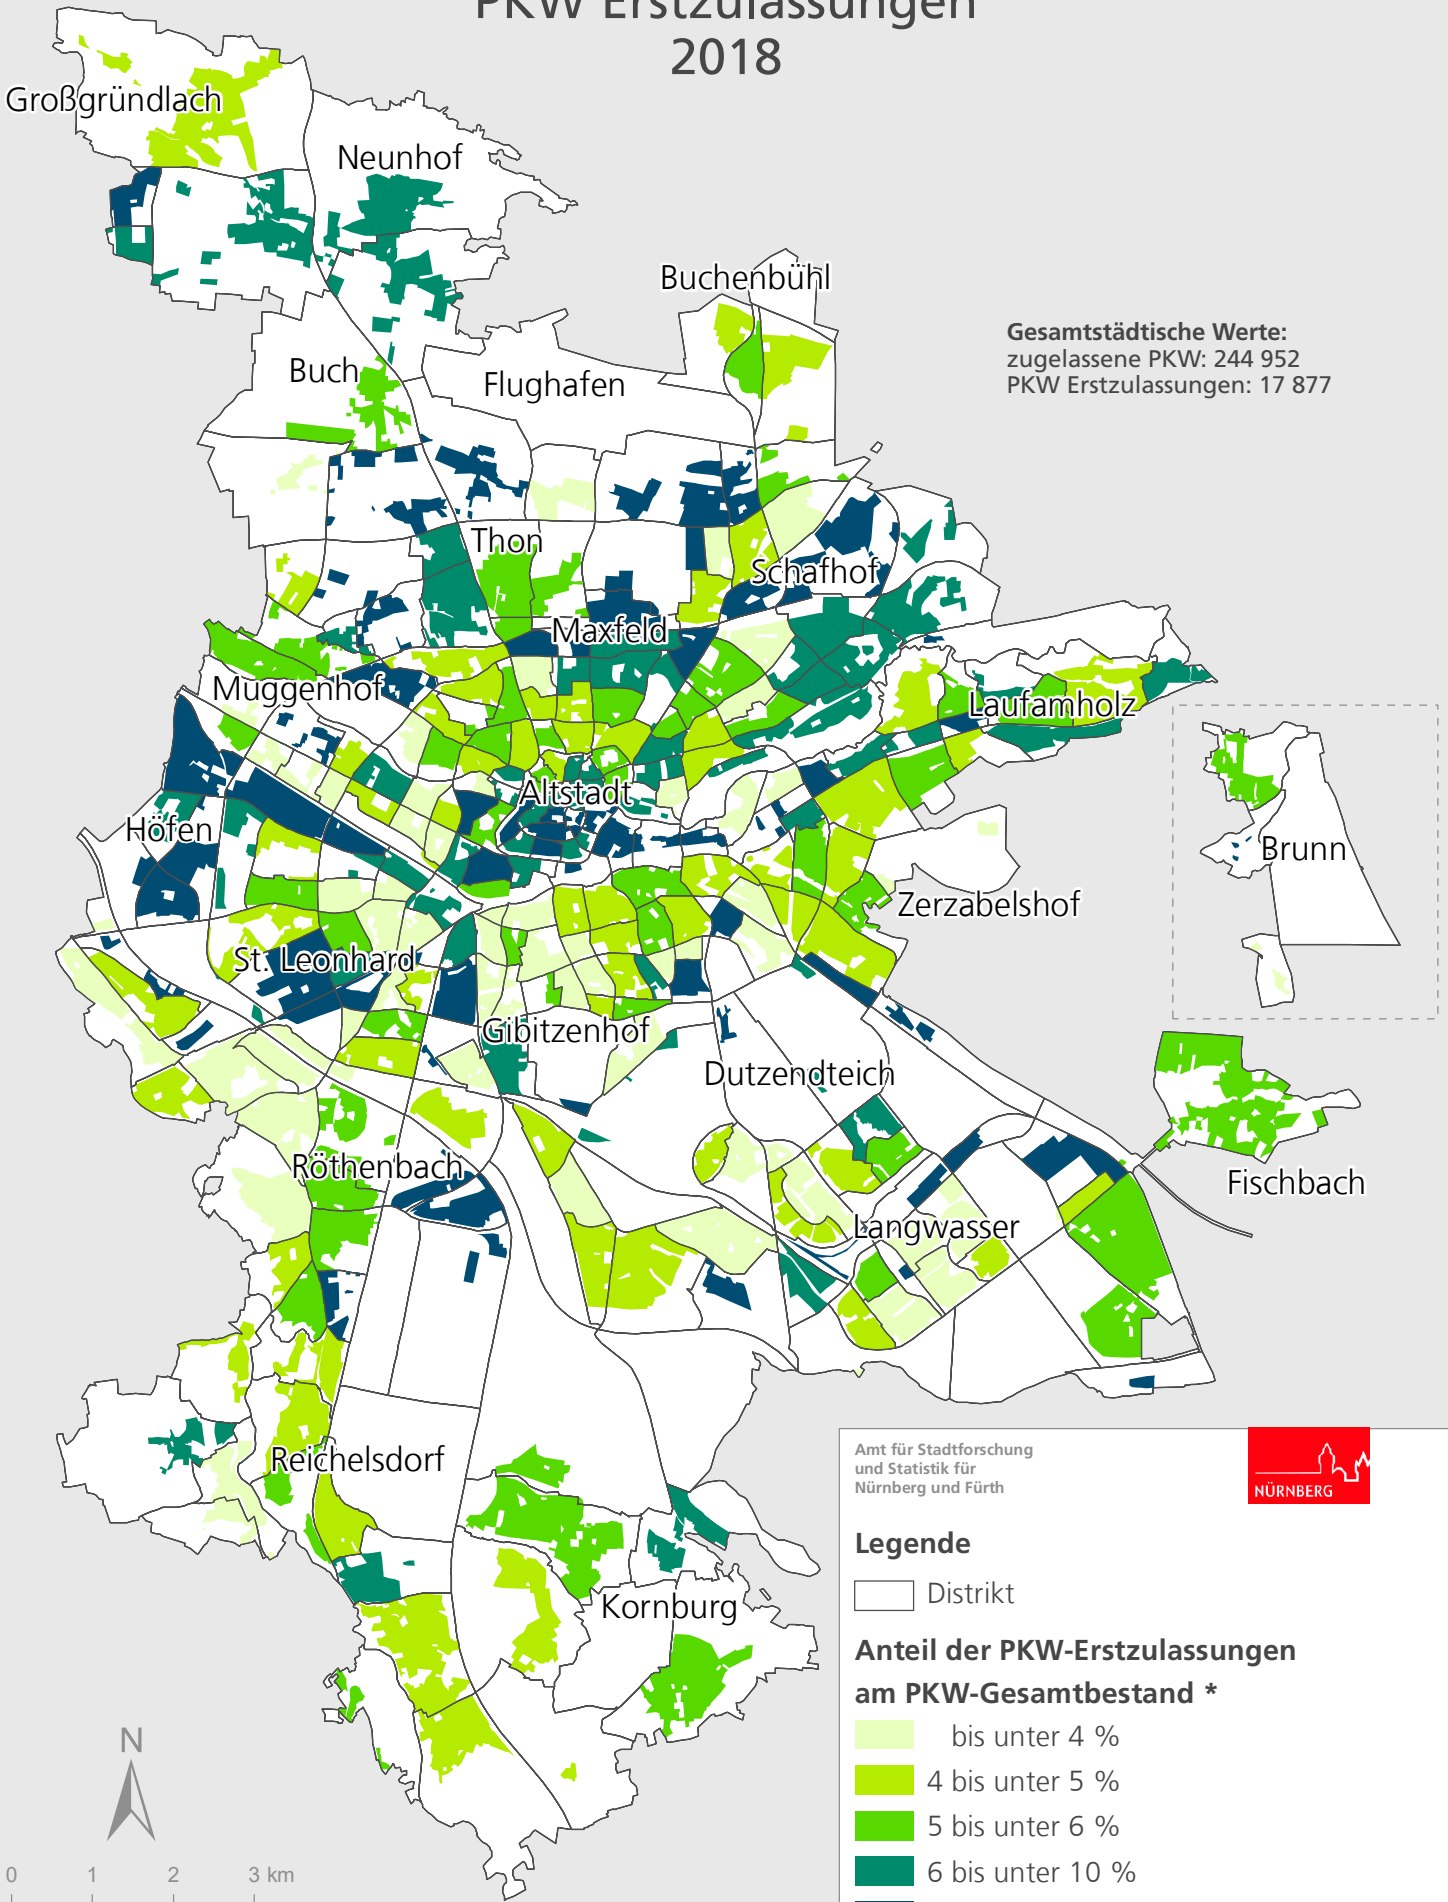 PKW Erstzulassungen
2018
Großgründlach
Neunhof
Buchenbühl
Gesamtstädtische Werte:
zugelassene PKW: 244 952
PKW Erstzulassungen: 17 877
Buch
Flughafen
Thon
Schafhof
Maxfeld
Muggenhof
Laufamholz
Altstadt
Höfen
Brunn
Zerzabelshof
St. Leonhard
Gibitzenhof
Dutzendteich
Röthenbach
Fischbach
Langwasser
Reichelsdorf
Kornburg
Amt für Stadtforschung
und Statistik für
Nürnberg und Fürth
NÜRNBERG
Legende
Distrikt
Anteil der PKW-Erstzulassungen
am PKW-Gesamtbestand *
bis unter 4 %
4 bis unter 5 %
5 bis unter 6 %
6 bis unter 10 %
N
0 1 2 3 km